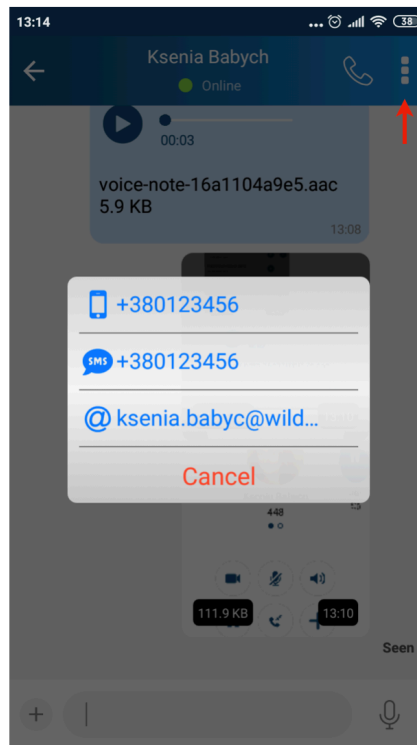 13:14
38
Ksenia Babych
Online
00:03
voice-note-16a1104a9e5.aac
5.9 KB
13:08
+380123456
SMS +380123456
@ ksenia.babyc@wild...
Cancel
448
111.9 KB
13:10
Seen